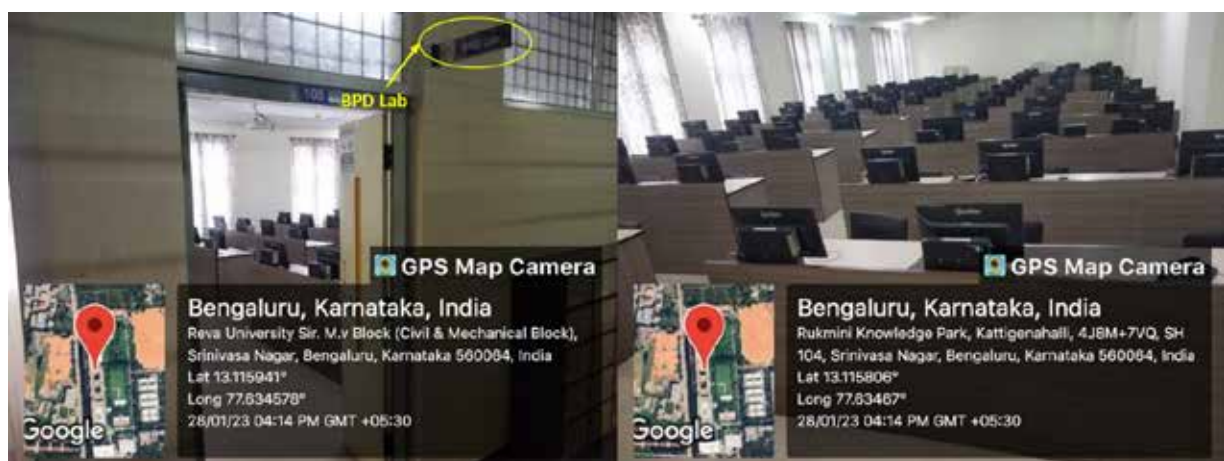 BPD Lab
GPS Map Camera
Bengaluru, Karnataka, India
Reva University Sir. M.v Block (Civil & Mechanical Block),
Srinivasa Nagar, Bengaluru, Karnataka 560064, India
Lat 13.115941°
Long 77.634578°
28/01/23 04:14 PM GMT +05:30
Google
GPS Map Camera
Bengaluru, Karnataka, India
Rukmini Knowledge Park, Kattigenahalli, 4J8M+7VQ, SH
104, Srinivasa Nagar, Bengaluru, Karnataka 560064, India
Lat 13.115806°
Long 77.63467°
28/01/23 04:14 PM GMT +05:30
Google